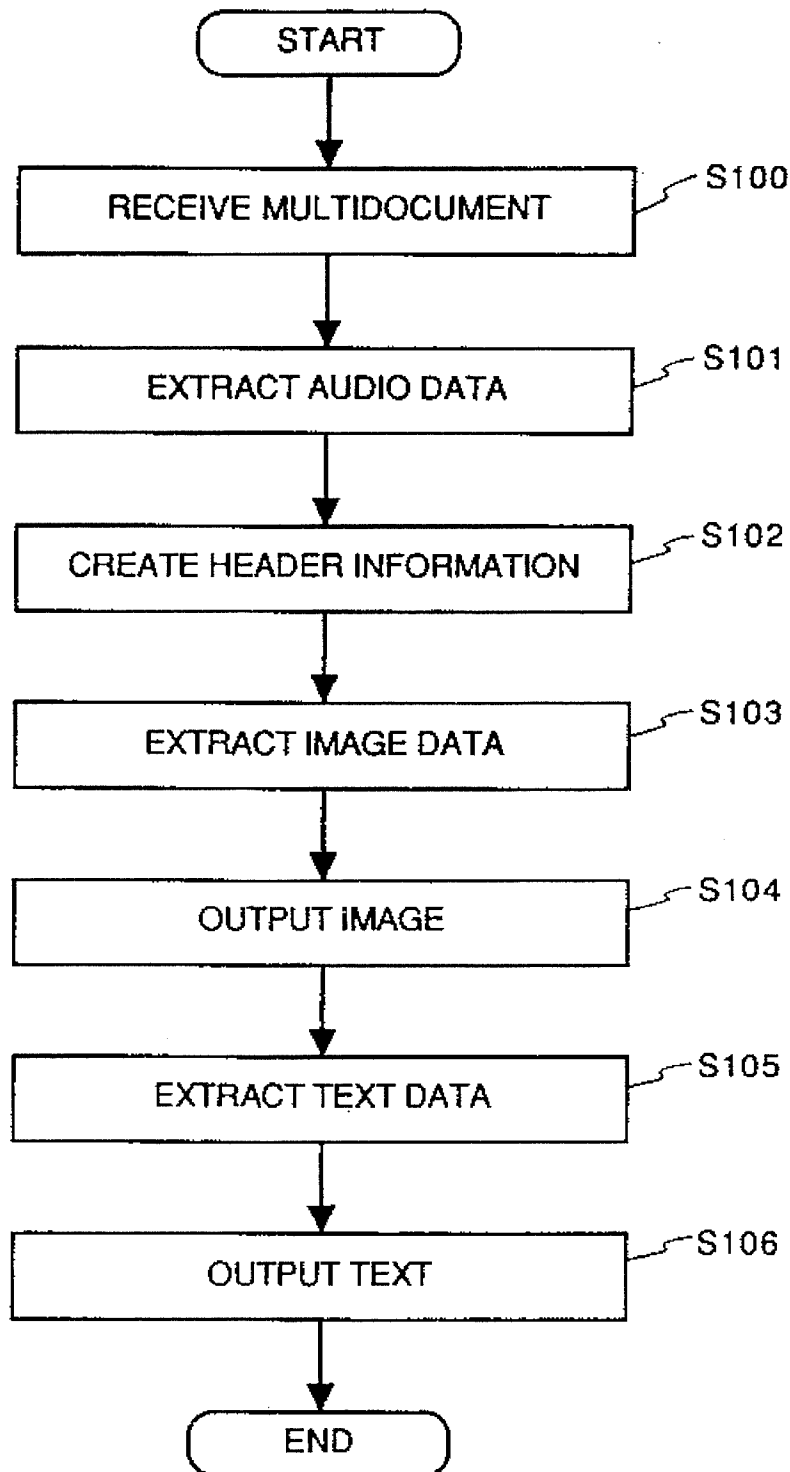 START
RECEIVE MULTIDOCUMENT
S100
EXTRACT AUDIO DATA
S101
CREATE HEADER INFORMATION
S102
EXTRACT IMAGE DATA
S103
OUTPUT IMAGE
S104
EXTRACT TEXT DATA
S105
OUTPUT TEXT
S106
END